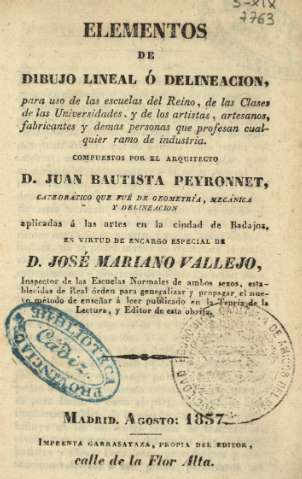 S-XIX
7763
ELEMENTOS
DE
DIBUJO LINEAL Ó DELINEACION,
para uso de las escuelas del Reino, de las Clases
de las Universidades. y de los artistas, artesanos,
fabricantes y demas personas que profesan cual-
quier ramo de industria.
COMPUESTOS POR EL ARQUITECTO
D. JUAN BAUTISTA PEYRONNET,
CATEDRÁTICO QUE FUÉ DE GEOMETRÍA, MECÁNICA
Y DELINEACION
aplicadas á las artes en la ciudad de Badajoz,
EN VIRTUD DE ENCARGO ESPECIAL DE
D. JOSÉ MARIANO VALLEJO,
Inspector de las Escuelas Normales de ambos sexos, esta-
blecidas de Real órden para generalizar y propagar el nue-
vo método de enseñar á leer publicado en la Teoría de la
Lectura, y Editor de esta obrita.
BIBLIOTECA
PROVINCIAL
MADRID. AGOSTO: 1837.
IMPRENTA GARRASAYAZA, PROPIA DEL EDITOR,
calle de la Flor Alta.